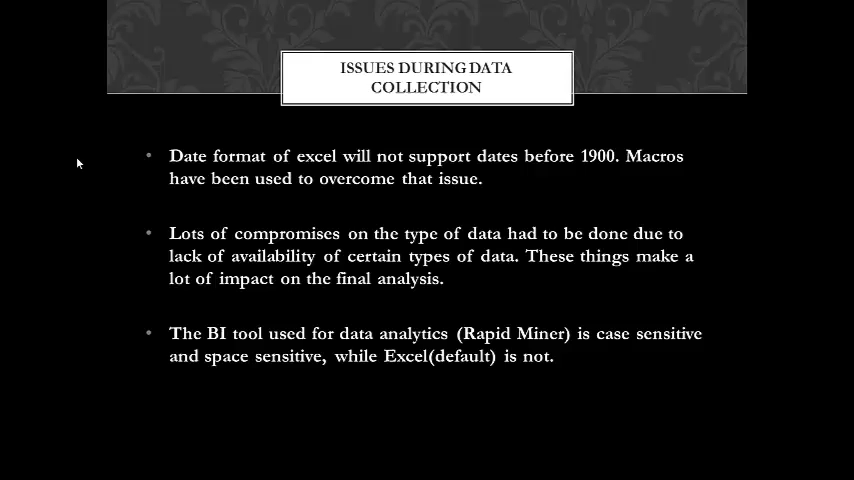 ISSUES DURING DATA
COLLECTION
• Date format of excel will not support dates before 1900. Macros
have been used to overcome that issue.
• Lots of compromises on the type of data had to be done due to
lack of availability of certain types of data. These things make a
lot of impact on the final analysis.
• The BI tool used for data analytics (Rapid Miner) is case sensitive
and space sensitive, while Excel(default) is not.